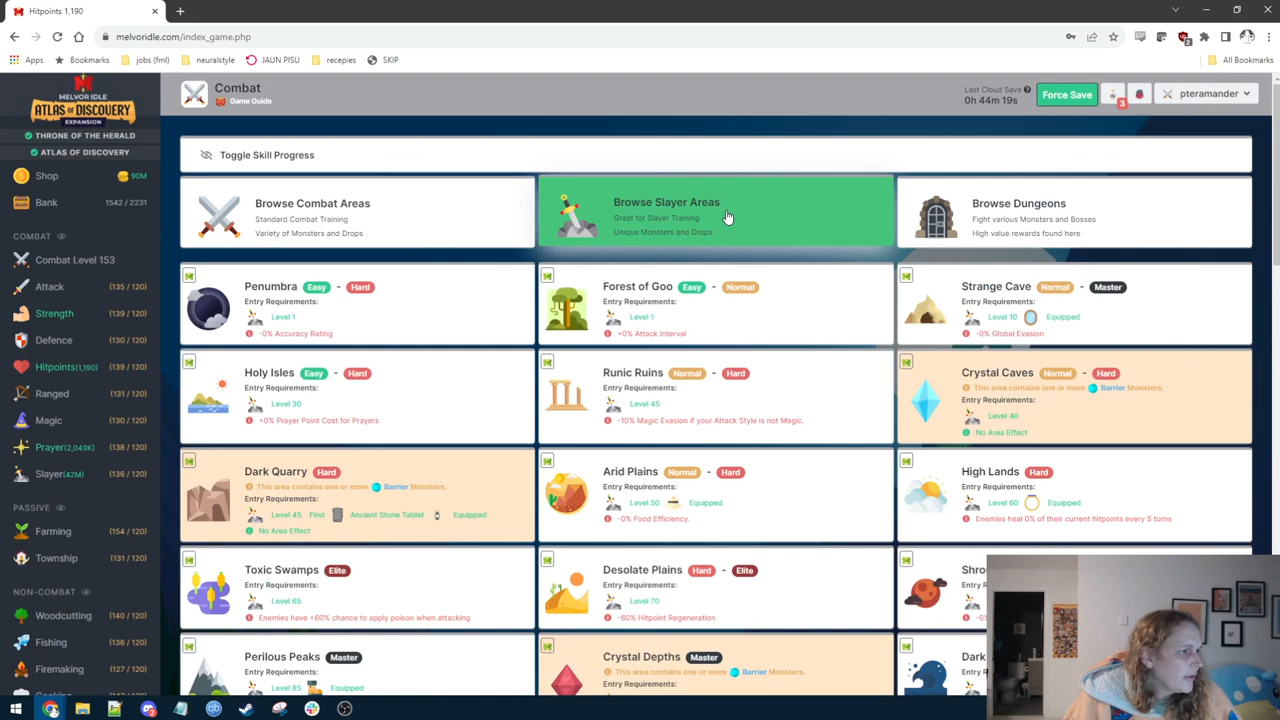 Hitpoints 1,190
melvoridle.com/index_game.php
Apps
Bookmarks
jobs (fml)
neuralstyle
JAUN PISU
recepies
SKIP
All Bookmarks
MELVOR IDLE
ATLAS OF DISCOVERY
EXPANSION
THRONE OF THE HERALD
ATLAS OF DISCOVERY
Shop 90M
Bank 1542 / 2231
COMBAT
Combat Level 153
Attack (135 / 120)
Strength (139 / 120)
Defence (130 / 120)
Hitpoints(1,190) (139 / 120)
Ranged (131 / 120)
Magic (130 / 120)
Prayer(2,049K) (138 / 120)
Slayer(42M) (136 / 120)
PASSIVE
Farming (154 / 120)
Township (131 / 120)
NON-COMBAT
Woodcutting (140 / 120)
Fishing (136 / 120)
Firemaking (127 / 120)
Combat
Game Guide
Last Cloud Save
0h 44m 19s
Force Save
3
pteramander
Toggle Skill Progress
Browse Combat Areas
Standard Combat Training
Variety of Monsters and Drops
Browse Slayer Areas
Great for Slayer Training
Unique Monsters and Drops
Browse Dungeons
Fight various Monsters and Bosses
High value rewards found here
Penumbra Easy - Hard
Entry Requirements:
Level 1
-0% Accuracy Rating
Forest of Goo Easy - Normal
Entry Requirements:
Level 1
+0% Attack Interval
Strange Cave Normal - Master
Entry Requirements:
Level 10 Equipped
-0% Global Evasion
Holy Isles Easy - Hard
Entry Requirements:
Level 30
+0% Prayer Point Cost for Prayers
Runic Ruins Normal - Hard
Entry Requirements:
Level 45
-10% Magic Evasion if your Attack Style is not Magic.
Crystal Caves Normal - Hard
This area contains one or more Barrier Monsters.
Entry Requirements:
Level 40
No Area Effect
Dark Quarry Hard
This area contains one or more Barrier Monsters.
Entry Requirements:
Level 45 Find Ancient Stone Tablet Equipped
No Area Effect
Arid Plains Normal - Hard
Entry Requirements:
Level 50 Equipped
-0% Food Efficiency.
High Lands Hard
Entry Requirements:
Level 60 Equipped
Enemies heal 0% of their current hitpoints every 5 turns
Toxic Swamps Elite
Entry Requirements:
Level 65
Enemies have +60% chance to apply poison when attacking
Desolate Plains Hard - Elite
Entry Requirements:
Level 70
-60% Hitpoint Regeneration
Shro
Entry
Perilous Peaks Master
Entry Requirements:
Level 85 Equipped
Crystal Depths Master
This area contains one or more Barrier Monsters.
Entry Requirements:
Dark
Entry